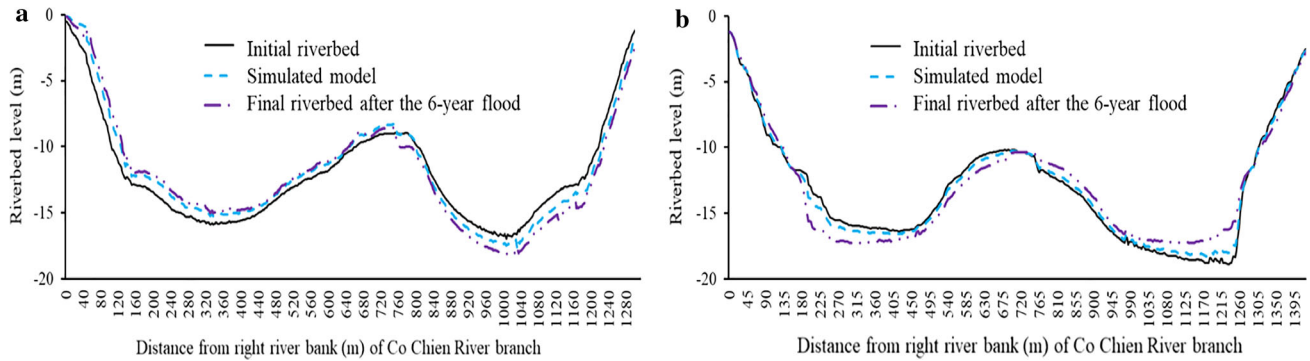 a
0
-5
-10
-15
-20
Riverbed level (m)
Initial riverbed
Simulated model
Final riverbed after the 6-year flood
0 40 80 120 160 200 240 280 320 360 400 440 480 520 560 600 640 680 720 760 800 840 880 920 960 1000 1040 1080 1120 1160 1200 1240 1280
Distance from right river bank (m) of Co Chien River branch
b
0
-5
-10
-15
-20
Riverbed level (m)
Initial riverbed
Simulated model
Final riverbed after the 6-year flood
0 45 90 135 180 225 270 315 360 405 450 495 540 585 630 675 720 765 810 855 900 945 990 1035 1080 1125 1170 1215 1260 1305 1350 1395
Distance from right river bank (m) of Co Chien River branch